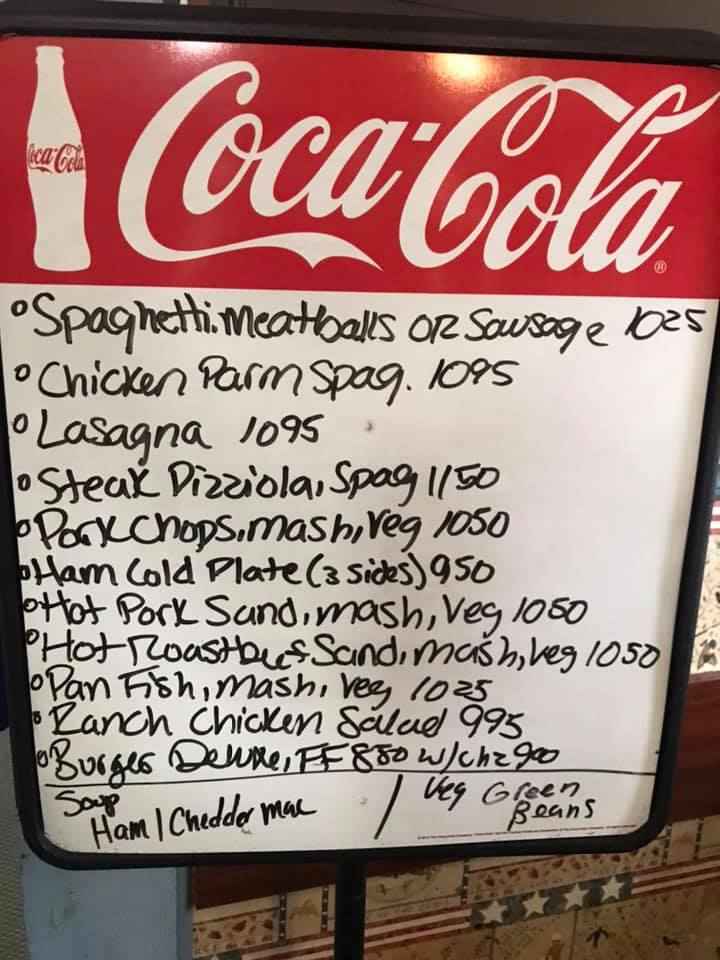 Coca-Cola
Coca-Cola ®
Spaghetti. meatballs OR Sausage 1025
Chicken Parm Spag. 1095
Lasagna 1095
Steak Pizziola, Spag 1150
Pork Chops, mash, Veg 1050
Ham Cold Plate (3 sides) 950
Hot Pork Sand, mash, Veg 1050
Hot Roastbeef Sand, mash, Veg 1050
Pan Fish, mash, Veg 1025
Ranch Chicken Salad 995
Burger Deluxe, FF 850 w/chz 900
Soup
Ham / Cheddar mac / Veg Green
Beans